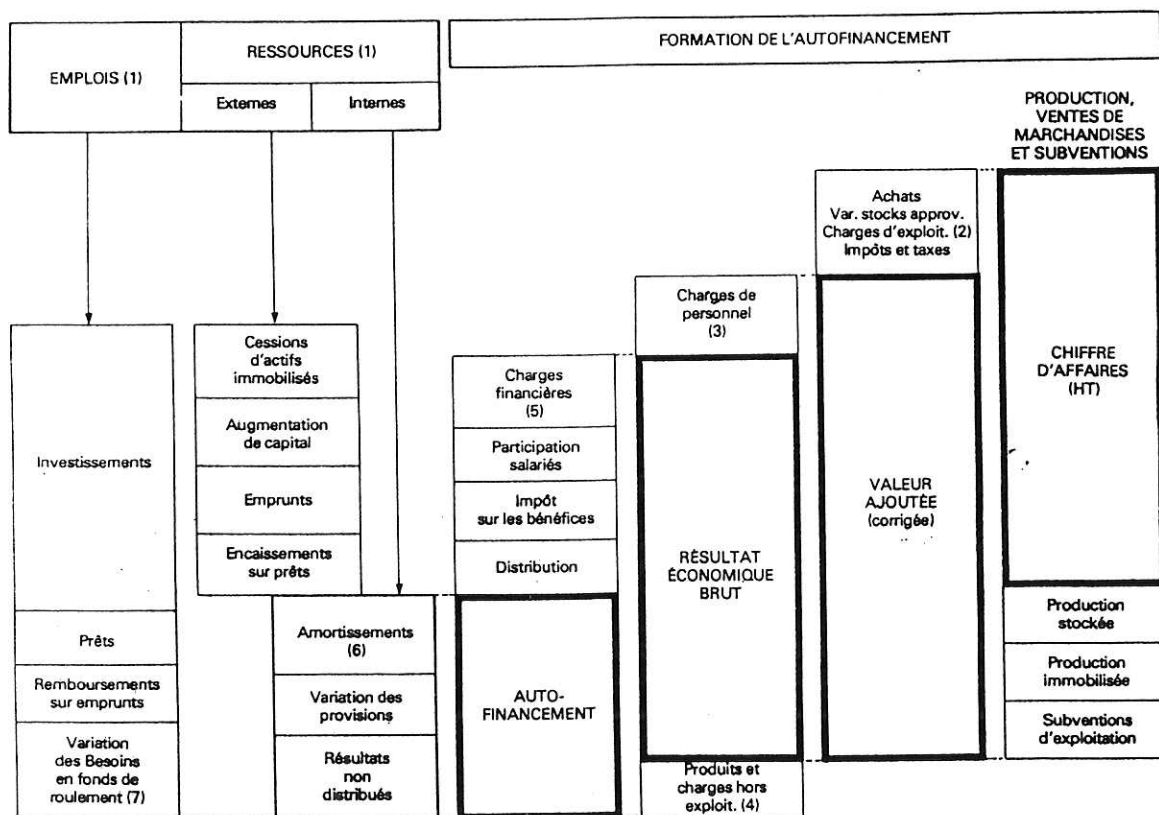 EMPLOIS (1)
RESSOURCES (1)
Externes
Internes
FORMATION DE L'AUTOFINANCEMENT
PRODUCTION,
VENTES DE
MARCHANDISES
ET SUBVENTIONS
Investissements
Prêts
Remboursements
sur emprunts
Variation
des Besoins
en fonds de
roulement (7)
Cessions
d'actifs
immobilisés
Augmentation
de capital
Emprunts
Encaissements
sur prêts
Amortissements
(6)
Variation des
provisions
Résultats
non
distribués
Charges
financières
(5)
Participation
salariés
Impôt
sur les bénéfices
Distribution
AUTO-
FINANCEMENT
Charges de
personnel
(3)
RÉSULTAT
ÉCONOMIQUE
BRUT
Produits et
charges hors
exploit. (4)
Achats
Var. stocks approv.
Charges d'exploit. (2)
Impôts et taxes
VALEUR
AJOUTÉE
(corrigée)
CHIFFRE
D'AFFAIRES
(HT)
Production
stockée
Production
immobilisée
Subventions
d'exploitation